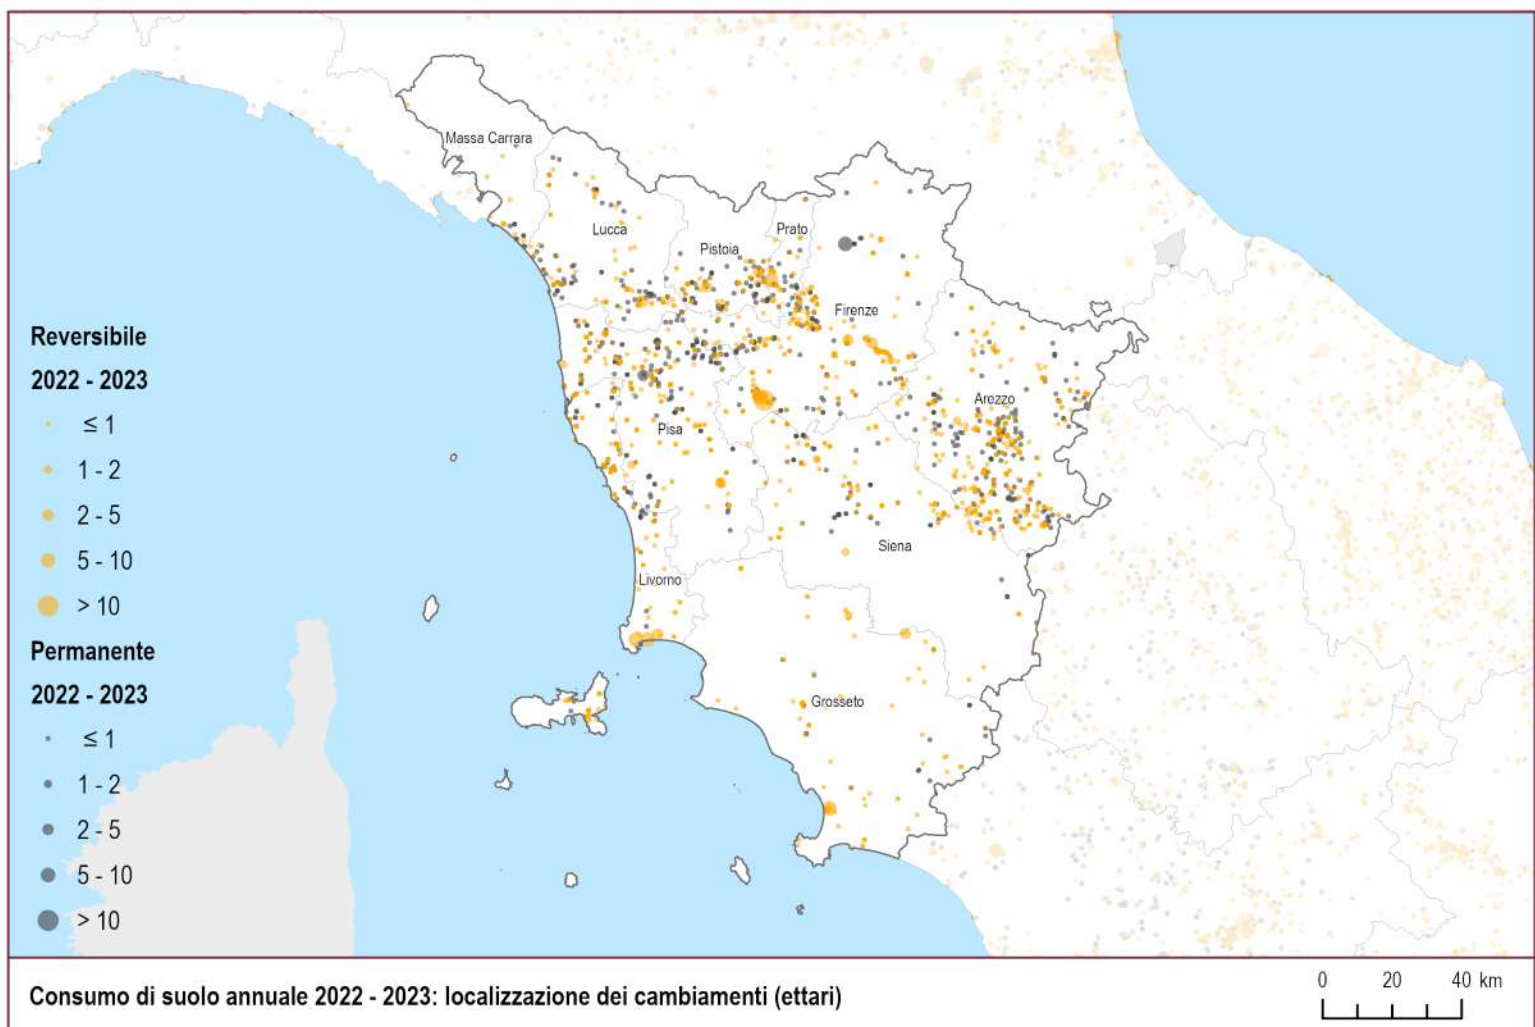 Massa Carrara
Lucca
Pistoia
Prato
Firenze
Arezzo
Pisa
Siena
Livorno
Grosseto
Reversibile
2022 - 2023
≤ 1
1 - 2
2 - 5
5 - 10
> 10
Permanente
2022 - 2023
≤ 1
1 - 2
2 - 5
5 - 10
> 10
Consumo di suolo annuale 2022 - 2023: localizzazione dei cambiamenti (ettari)
0 20 40 km